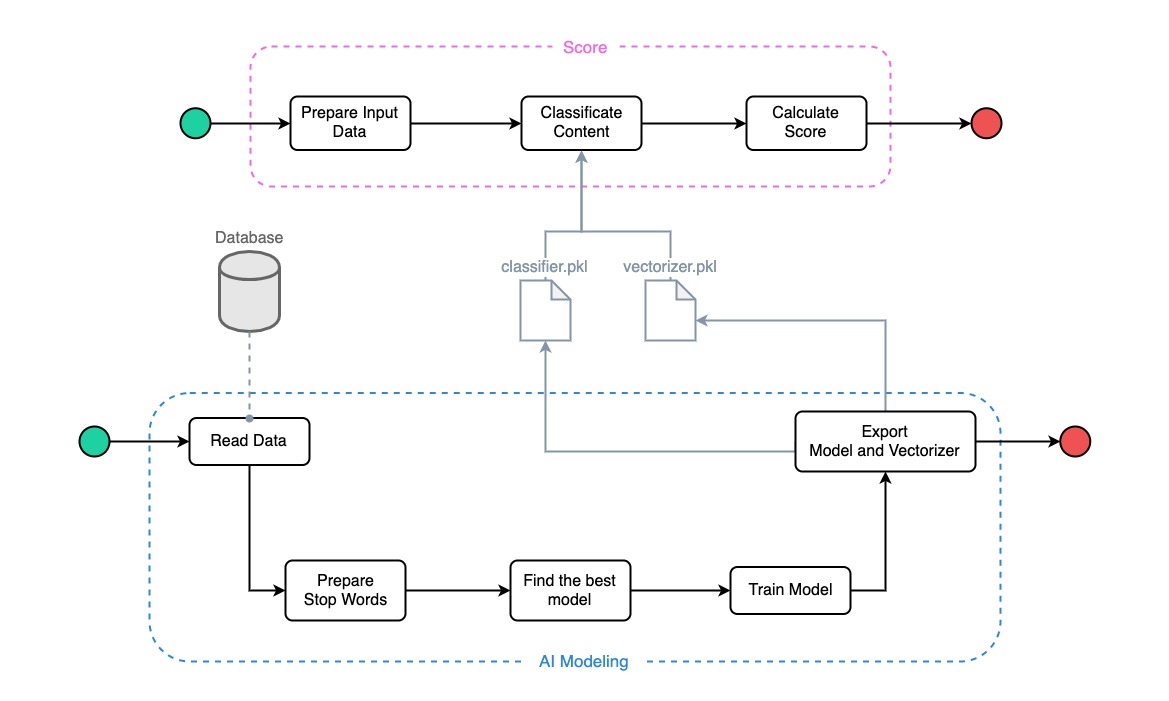 Score
Prepare Input
Data
Classificate
Content
Calculate
Score
Database
classifier.pkl
vectorizer.pkl
Read Data
Export
Model and Vectorizer
Prepare
Stop Words
Find the best
model
Train Model
AI Modeling